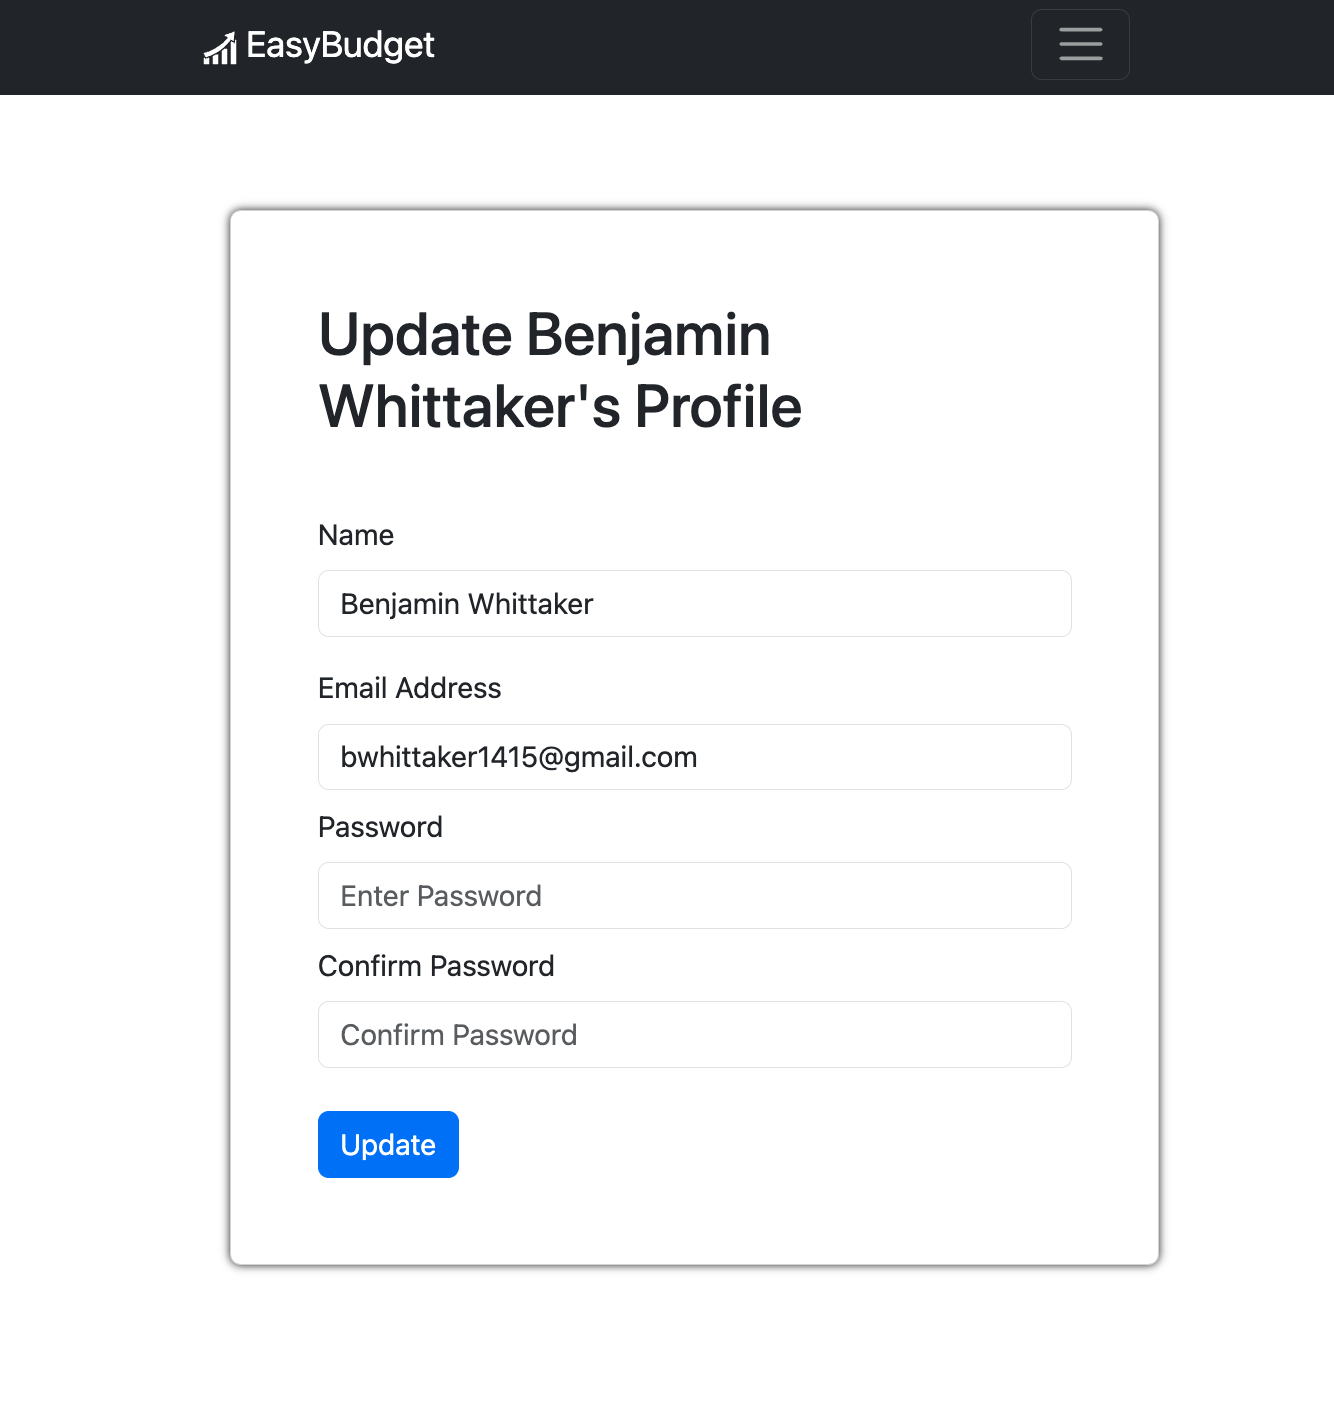 EasyBudget
Update Benjamin
Whittaker's Profile
Name
Benjamin Whittaker
Email Address
bwhittaker1415@gmail.com
Password
Enter Password
Confirm Password
Confirm Password
Update